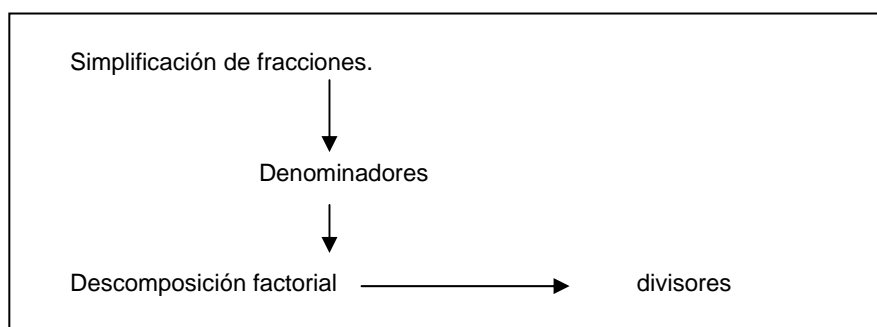 Simplificación de fracciones.
Denominadores
Descomposición factorial divisores